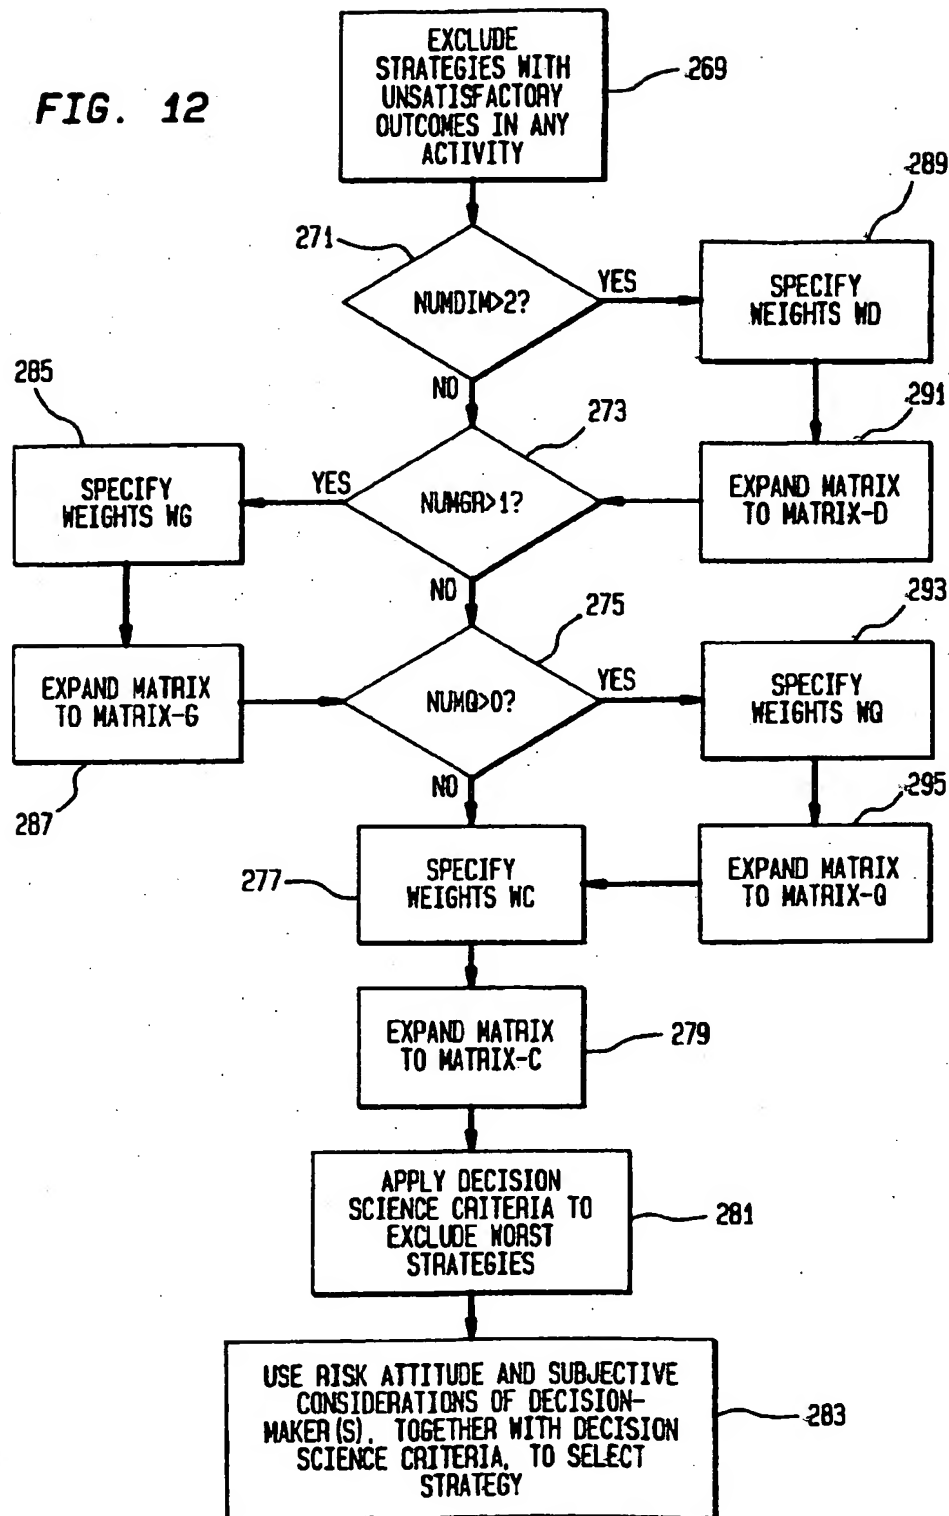 FIG. 12
EXCLUDE
STRATEGIES WITH
UNSATISFACTORY
OUTCOMES IN ANY
ACTIVITY
269
271
NUMDIM>2?
YES
NO
289
SPECIFY
WEIGHTS WD
291
EXPAND MATRIX
TO MATRIX-D
273
NUMGR>1?
YES
NO
285
SPECIFY
WEIGHTS WG
EXPAND MATRIX
TO MATRIX-G
287
275
NUMQ>0?
YES
NO
293
SPECIFY
WEIGHTS WQ
295
EXPAND MATRIX
TO MATRIX-Q
277
SPECIFY
WEIGHTS WC
EXPAND MATRIX
TO MATRIX-C
279
APPLY DECISION
SCIENCE CRITERIA TO
EXCLUDE WORST
STRATEGIES
281
USE RISK ATTITUDE AND SUBJECTIVE
CONSIDERATIONS OF DECISION-
MAKER(S). TOGETHER WITH DECISION
SCIENCE CRITERIA. TO SELECT
STRATEGY
283